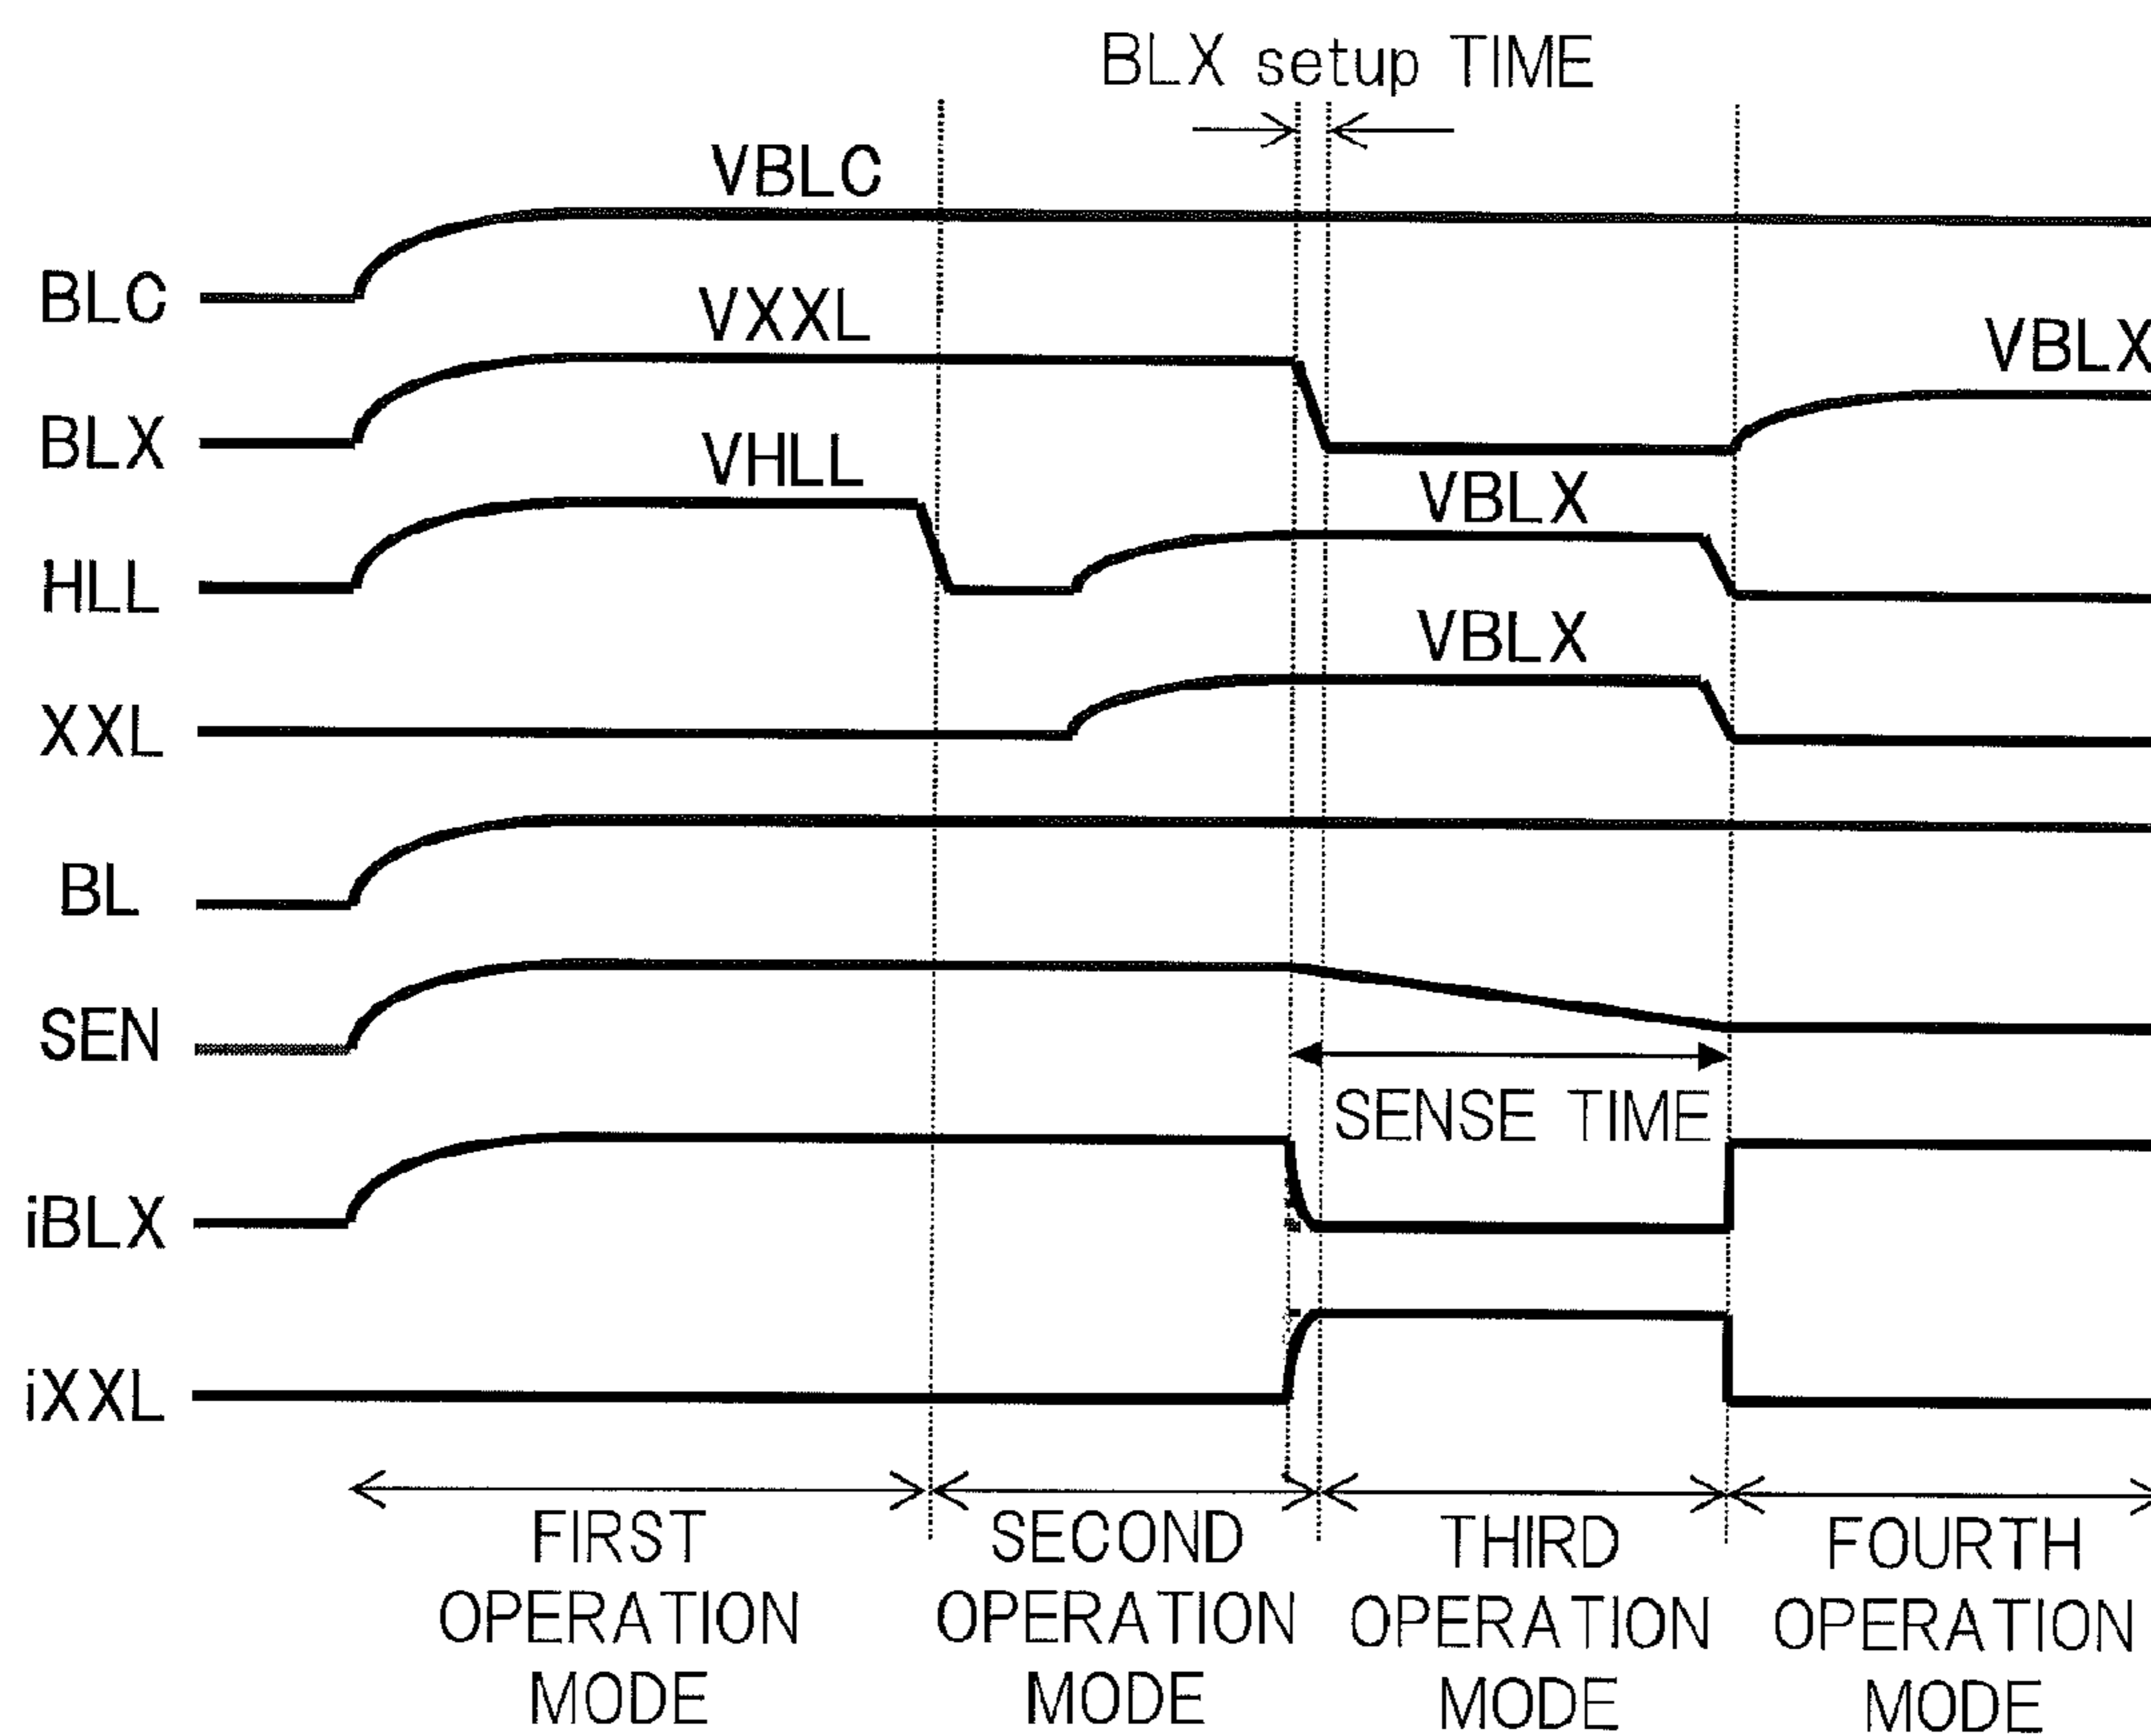 BLX setup TIME
VBLC
BLC
VXXL
VBLX
BLX
VHLL
VBLX
HLL
VBLX
XXL
BL
SEN
SENSE TIME
iBLX
iXXL
FIRST
OPERATION
MODE
SECOND
OPERATION
MODE
THIRD
OPERATION
MODE
FOURTH
OPERATION
MODE